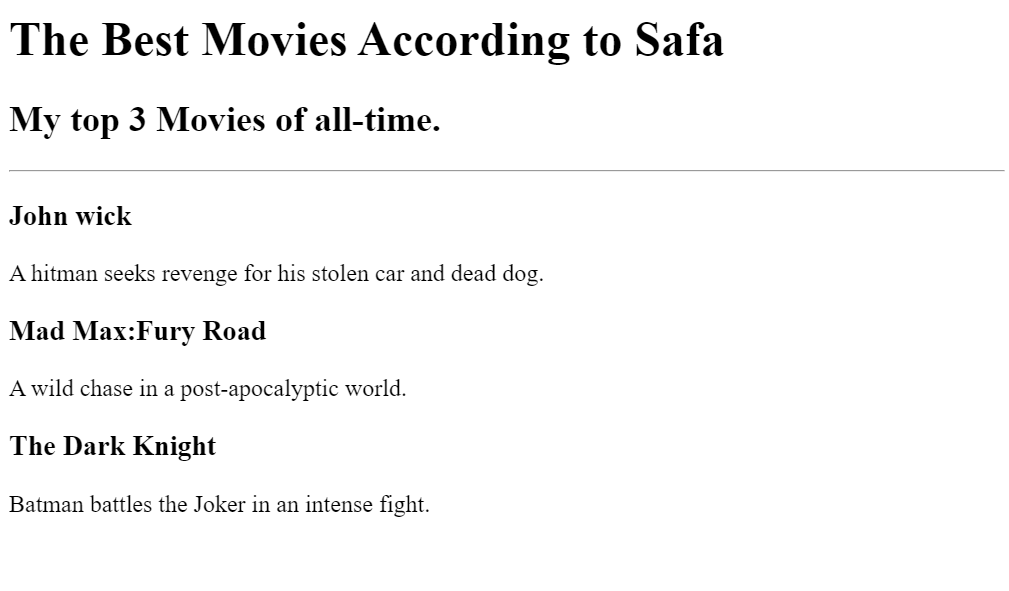 The Best Movies According to Safa
My top 3 Movies of all-time.
John wick
A hitman seeks revenge for his stolen car and dead dog.
Mad Max:Fury Road
A wild chase in a post-apocalyptic world.
The Dark Knight
Batman battles the Joker in an intense fight.